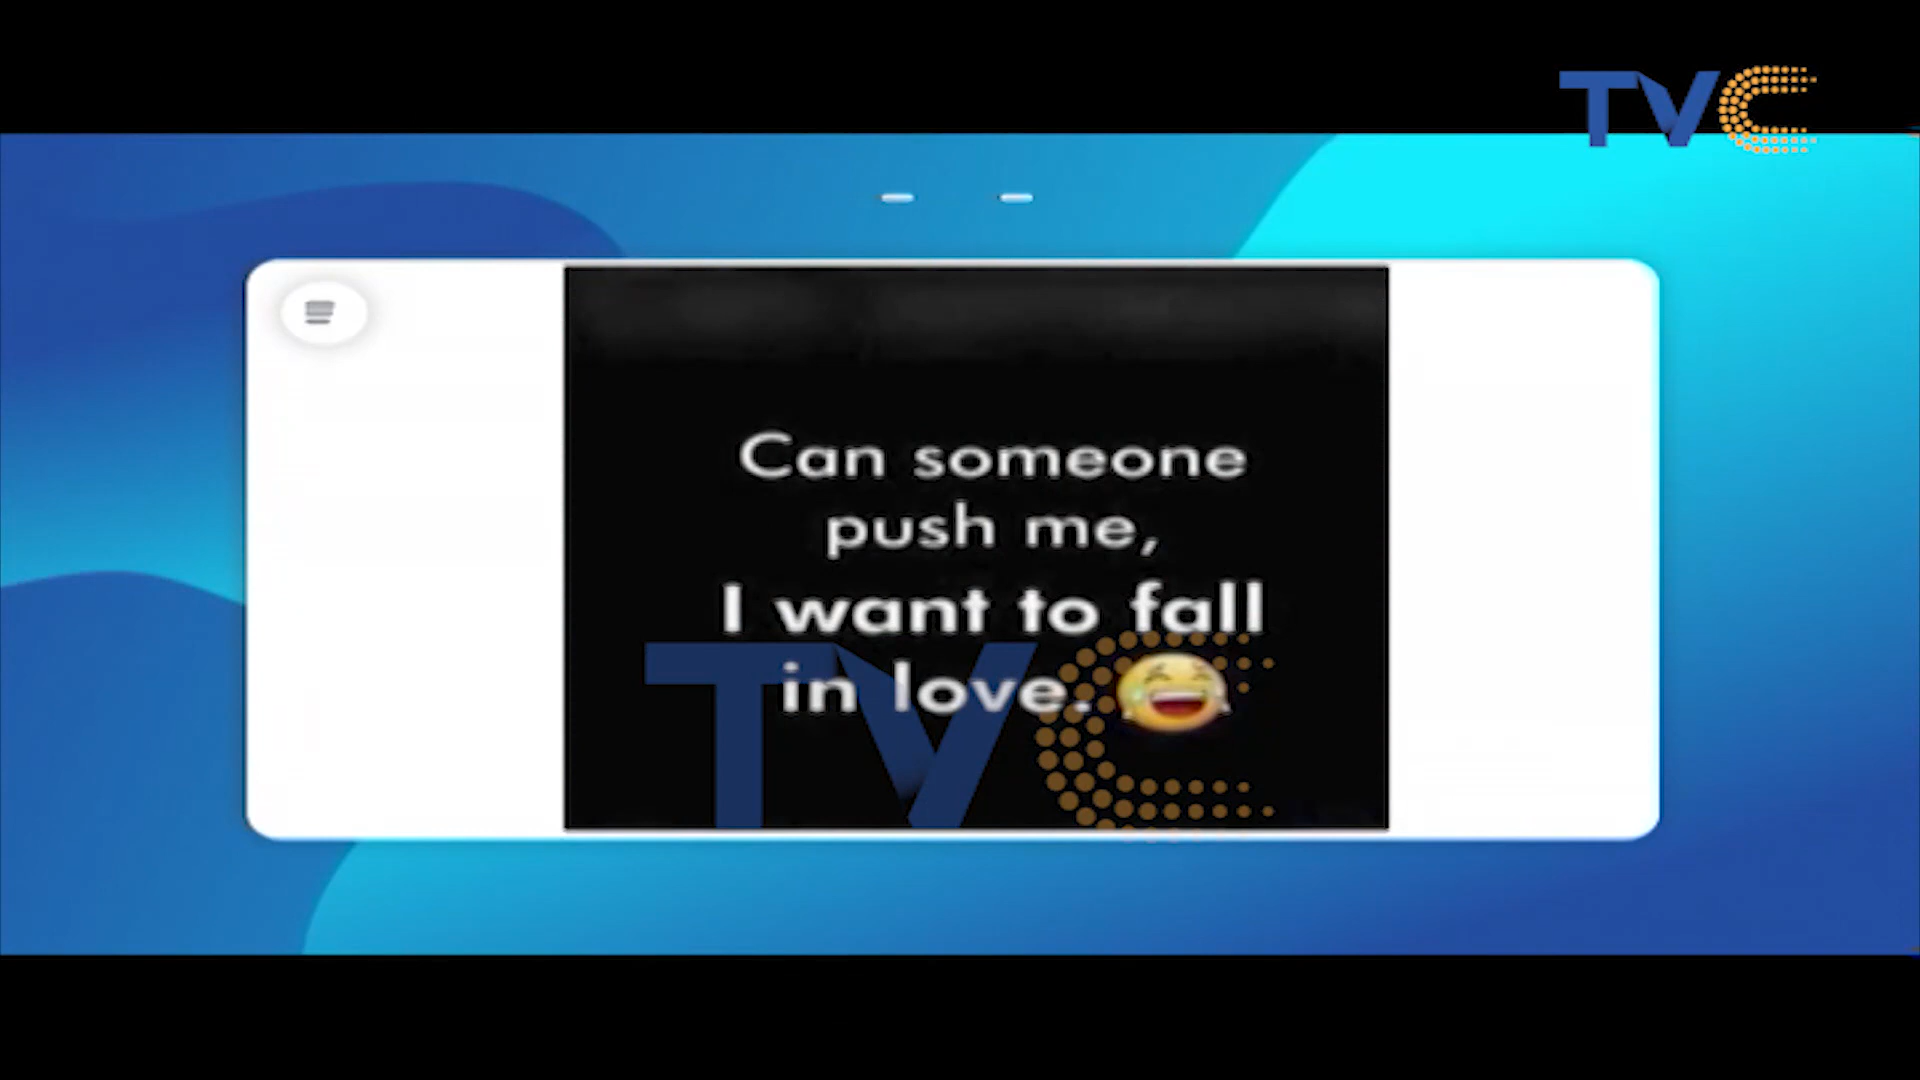 TVC
Can someone
push me,
I want to fall
in love. 😆
TVC